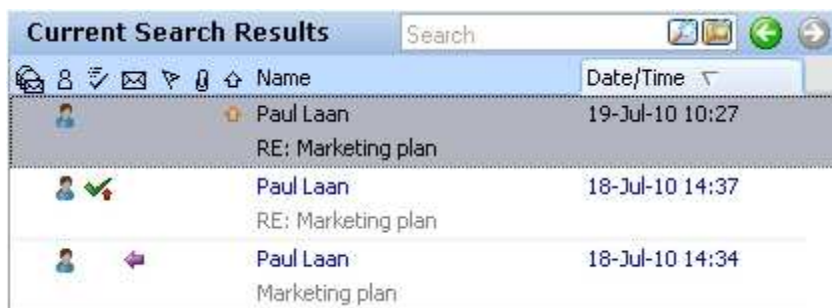 Current Search Results Search
Name Date/Time
Paul Laan 19-Jul-10 10:27
RE: Marketing plan
Paul Laan 18-Jul-10 14:37
RE: Marketing plan
Paul Laan 18-Jul-10 14:34
Marketing plan